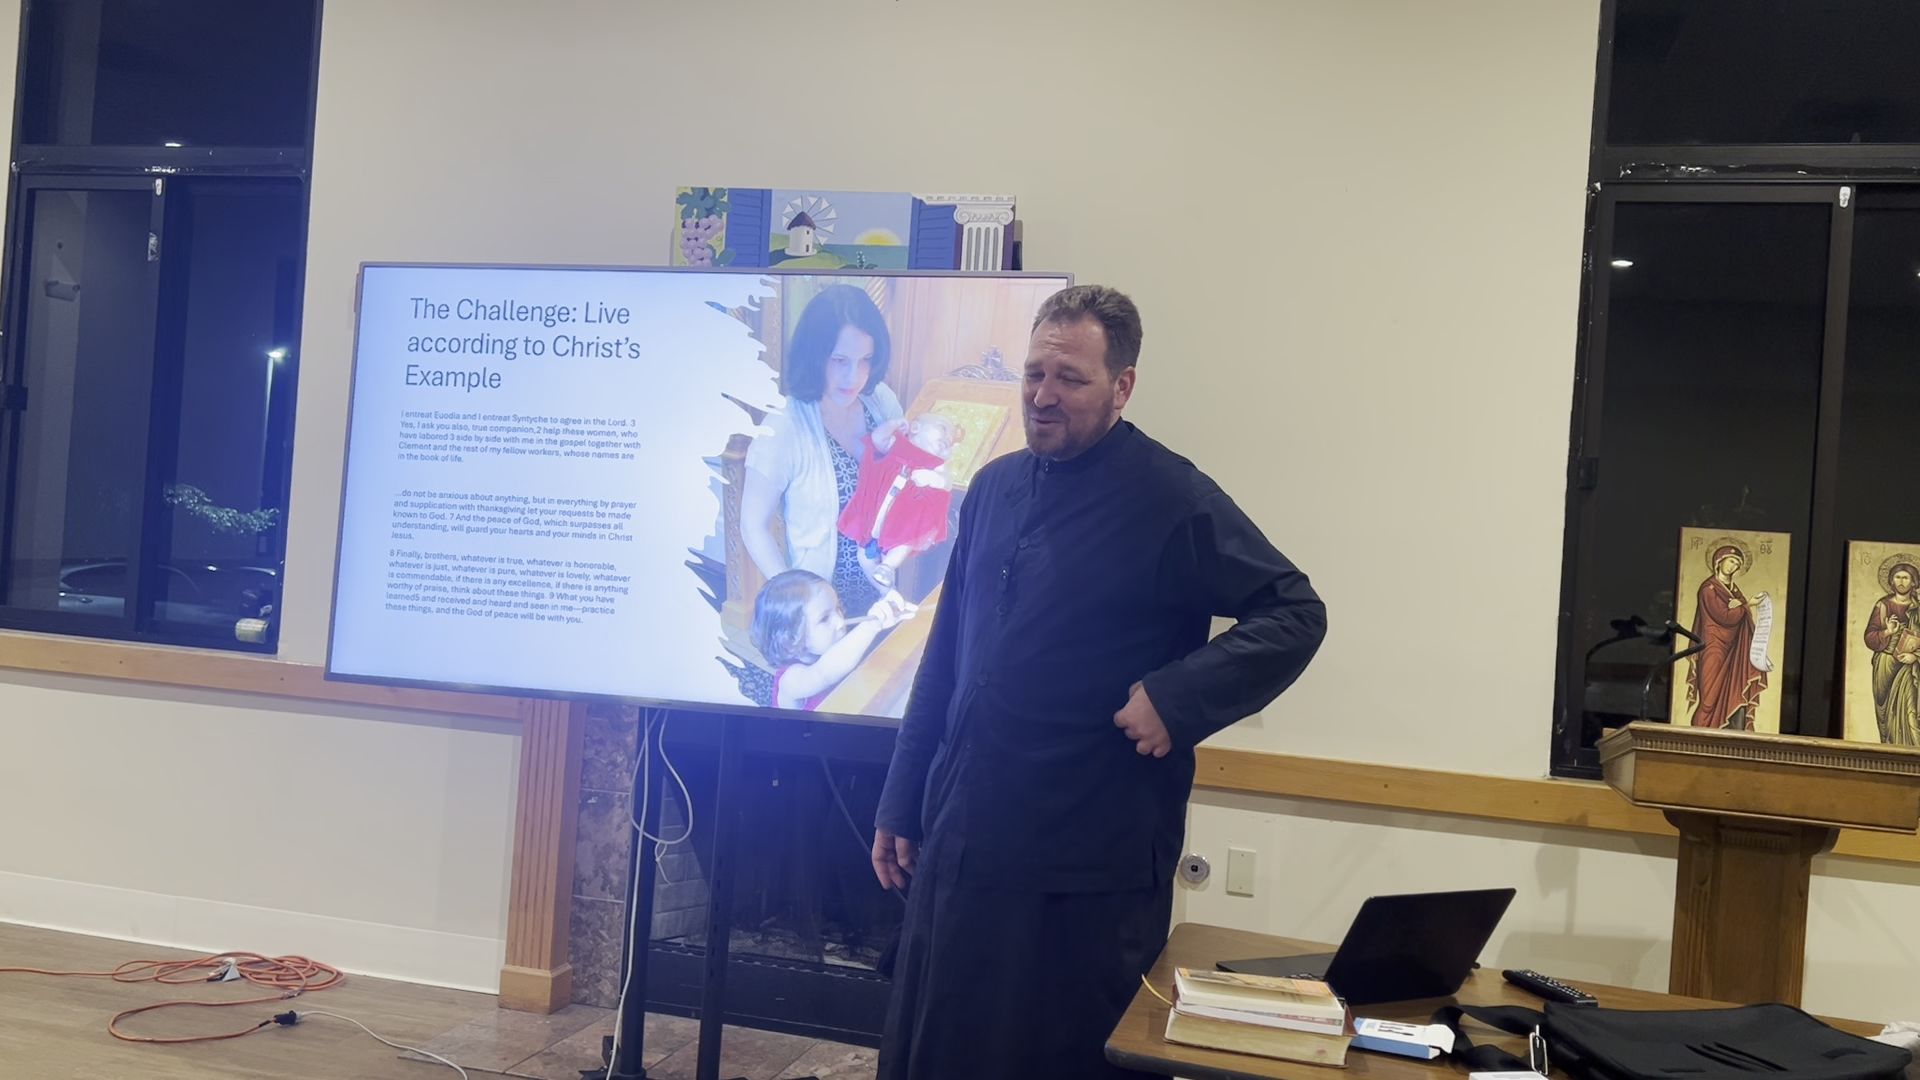 The Challenge: Live
according to Christ's
Example
I entreat Euodia and I entreat Syntyche to agree in the Lord. 3
Yes, I ask you also, true companion,2 help these women, who
have labored 3 side by side with me in the gospel together with
Clement and the rest of my fellow workers, whose names are
in the book of life.
...do not be anxious about anything, but in everything by prayer
and supplication with thanksgiving let your requests be made
known to God. 7 And the peace of God, which surpasses all
understanding, will guard your hearts and your minds in Christ
Jesus.
8 Finally, brothers, whatever is true, whatever is honorable,
whatever is just, whatever is pure, whatever is lovely, whatever
is commendable, if there is any excellence, if there is anything
worthy of praise, think about these things. 9 What you have
learned5 and received and heard and seen in me—practice
these things, and the God of peace will be with you.